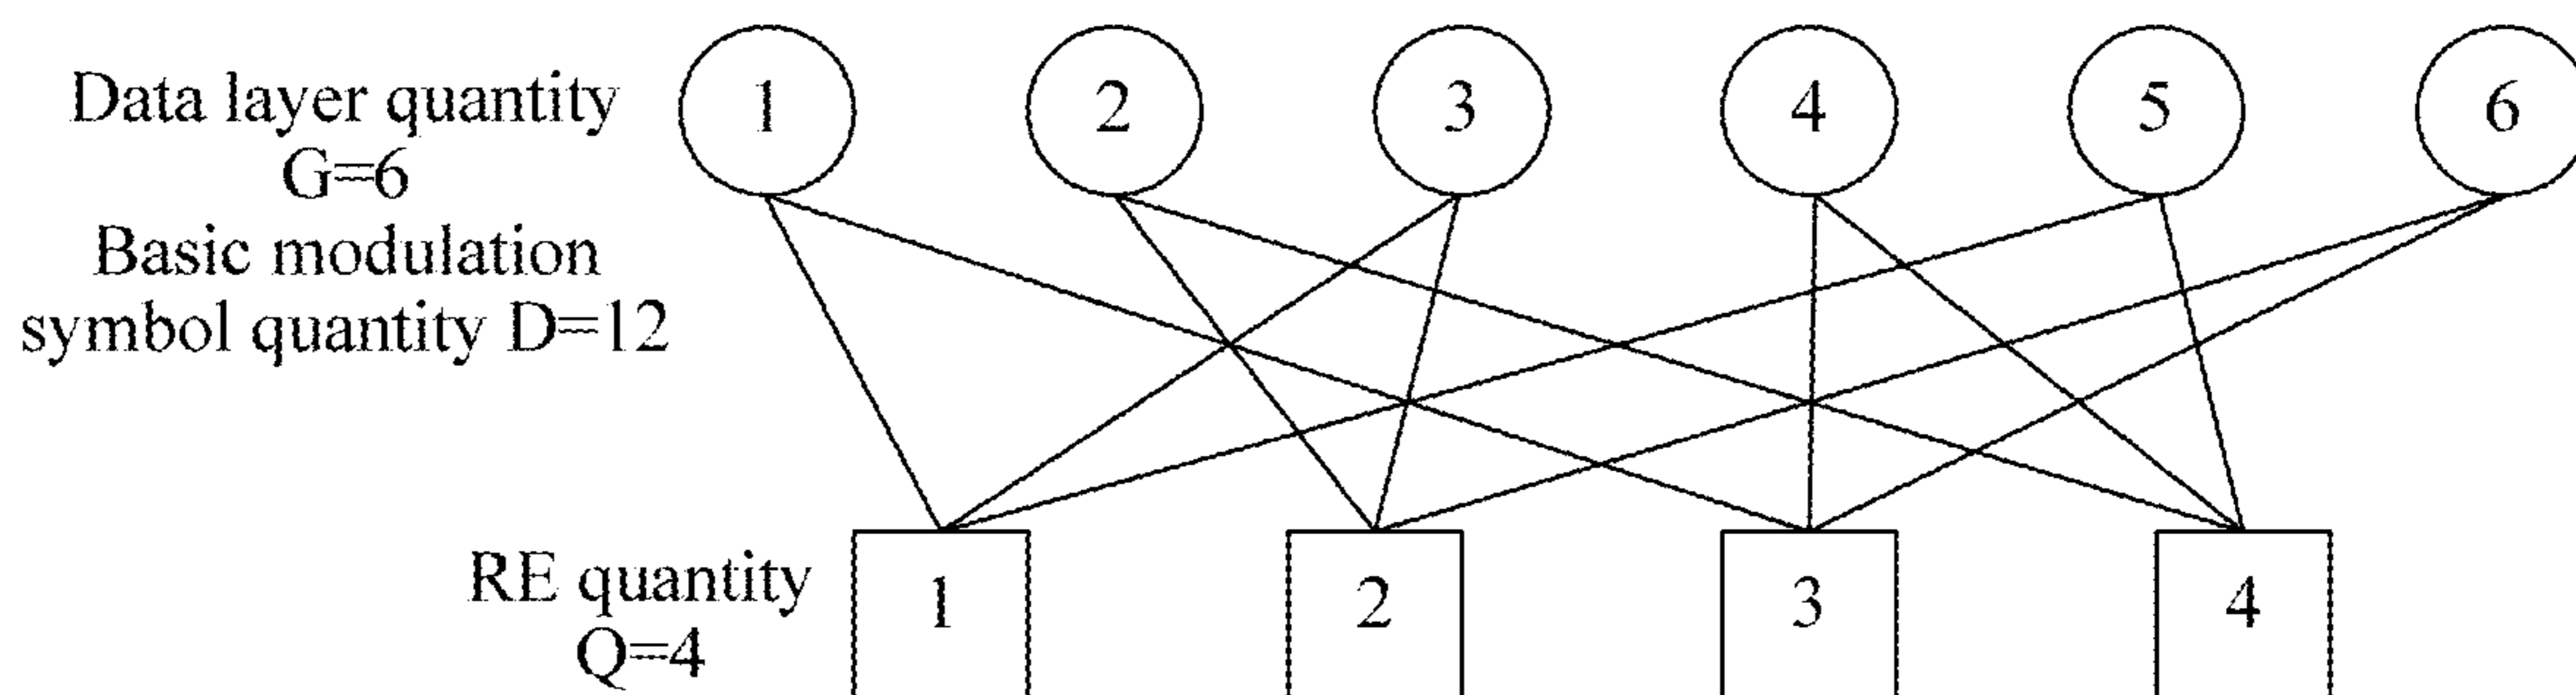 1 2 3 4 5 6
Data layer quantity
G=6
Basic modulation
symbol quantity D=12
RE quantity
Q=4
1 2 3 4